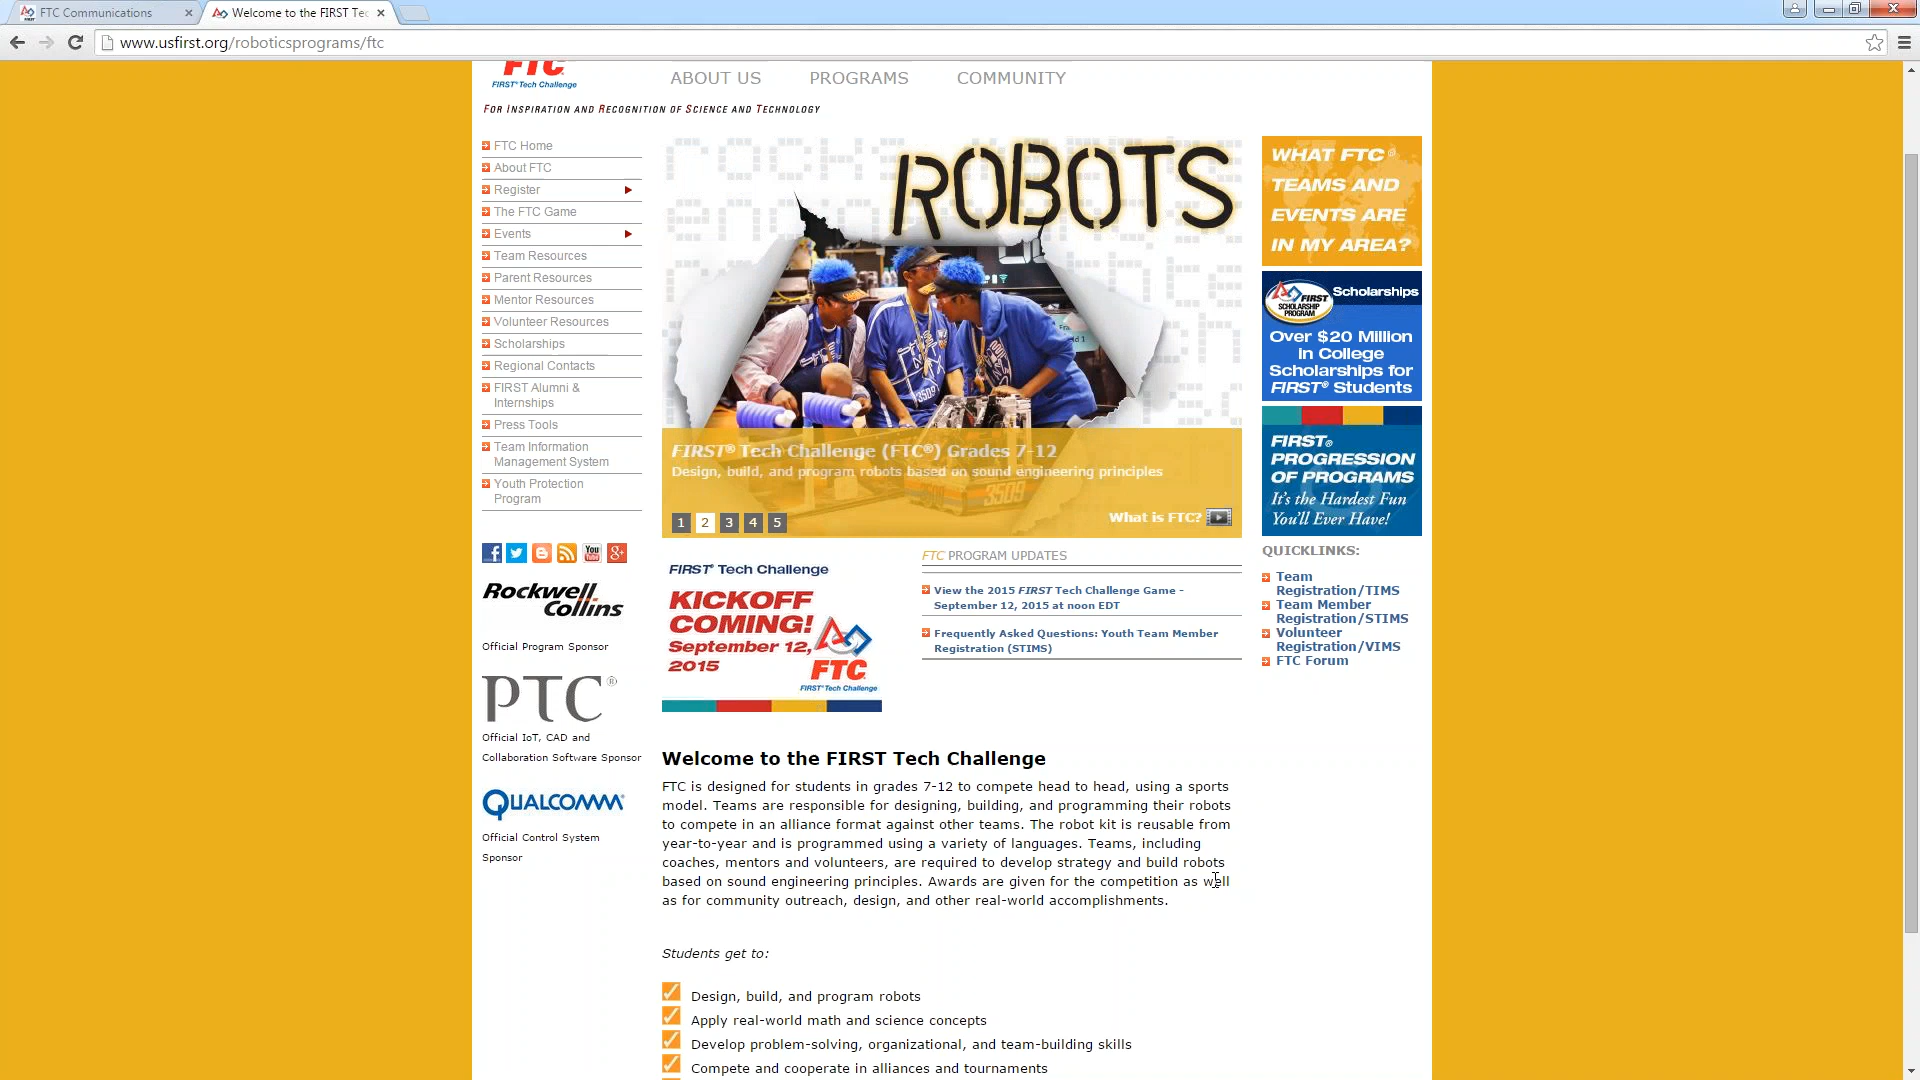 FTC Communications
Welcome to the FIRST Tec
www.usfirst.org/roboticsprograms/ftc
FTC
FIRST® Tech Challenge
ABOUT US
PROGRAMS
COMMUNITY
FOR INSPIRATION AND RECOGNITION OF SCIENCE AND TECHNOLOGY
FTC Home
About FTC
Register
The FTC Game
Events
Team Resources
Parent Resources
Mentor Resources
Volunteer Resources
Scholarships
Regional Contacts
FIRST Alumni &
Internships
Press Tools
Team Information
Management System
Youth Protection
Program
You
Tube
Rockwell
Collins
Official Program Sponsor
PTC®
Official IoT, CAD and
Collaboration Software Sponsor
QUALCOMM®
Official Control System
Sponsor
ROBOTS
3509
FIRST® Tech Challenge (FTC®) Grades 7-12
Design, build, and program robots based on sound engineering principles
3509
What is FTC?
1 2 3 4 5
FIRST® Tech Challenge
KICKOFF
COMING!
September 12,
2015
FTC
FIRST® Tech Challenge
FTC PROGRAM UPDATES
View the 2015 FIRST Tech Challenge Game -
September 12, 2015 at noon EDT
Frequently Asked Questions: Youth Team Member
Registration (STIMS)
Welcome to the FIRST Tech Challenge
FTC is designed for students in grades 7-12 to compete head to head, using a sports
model. Teams are responsible for designing, building, and programming their robots
to compete in an alliance format against other teams. The robot kit is reusable from
year-to-year and is programmed using a variety of languages. Teams, including
coaches, mentors and volunteers, are required to develop strategy and build robots
based on sound engineering principles. Awards are given for the competition as well
as for community outreach, design, and other real-world accomplishments.
Students get to:
Design, build, and program robots
Apply real-world math and science concepts
Develop problem-solving, organizational, and team-building skills
Compete and cooperate in alliances and tournaments
WHAT FTC®
TEAMS AND
EVENTS ARE
IN MY AREA?
FIRST
SCHOLARSHIP
PROGRAM
Scholarships
Over $20 Million
in College
Scholarships for
FIRST® Students
FIRST®
PROGRESSION
OF PROGRAMS
It's the Hardest Fun
You'll Ever Have!
QUICKLINKS:
Team
Registration/TIMS
Team Member
Registration/STIMS
Volunteer
Registration/VIMS
FTC Forum